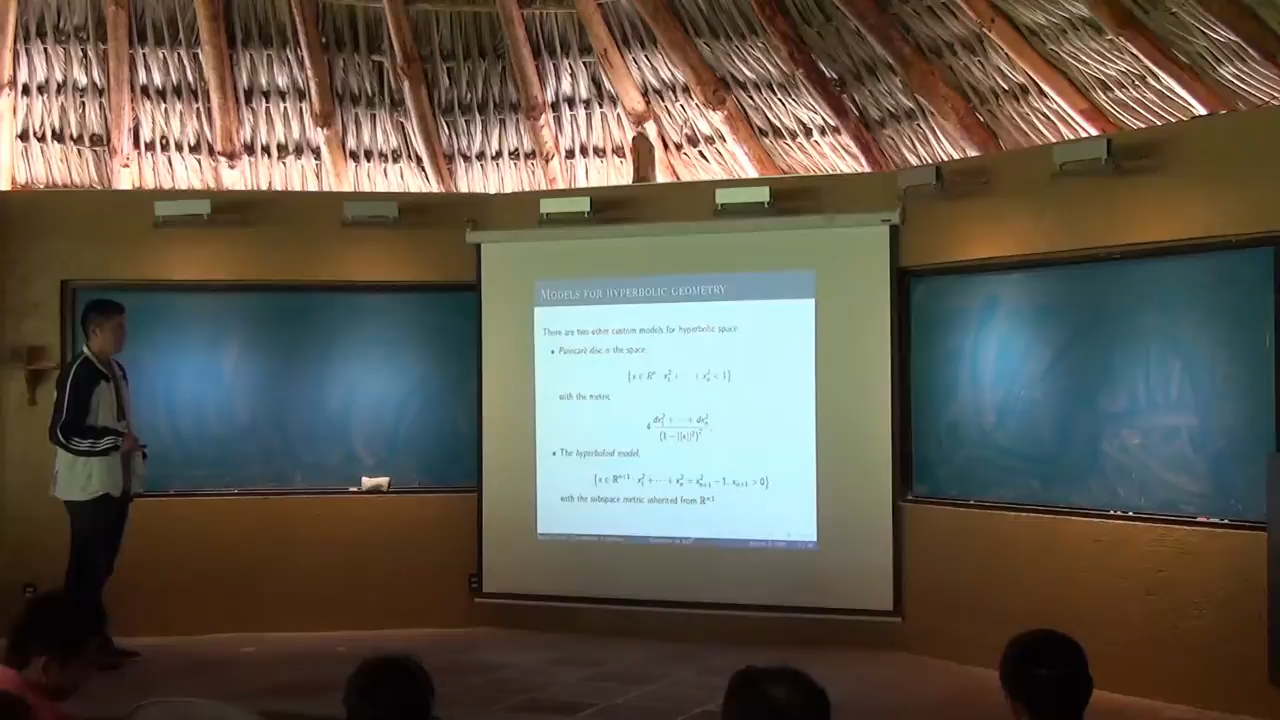 MODELS FOR HYPERBOLIC GEOMETRY
There are two other custom models for hyperbolic space
• Poincaré disc is the space,
{x ∈ Rⁿ : x₁² + ··· + xₙ² < 1}
with the metric
4 (dx₁² + ··· + dxₙ²) / (1 − ||x||²)² .
• The hyperboloid model,
{x ∈ ℝⁿ⁺¹ : x₁² + ··· + xₙ² = xₙ₊₁² − 1, xₙ₊₁ > 0}
with the subspace metric inherited from ℝⁿ,¹